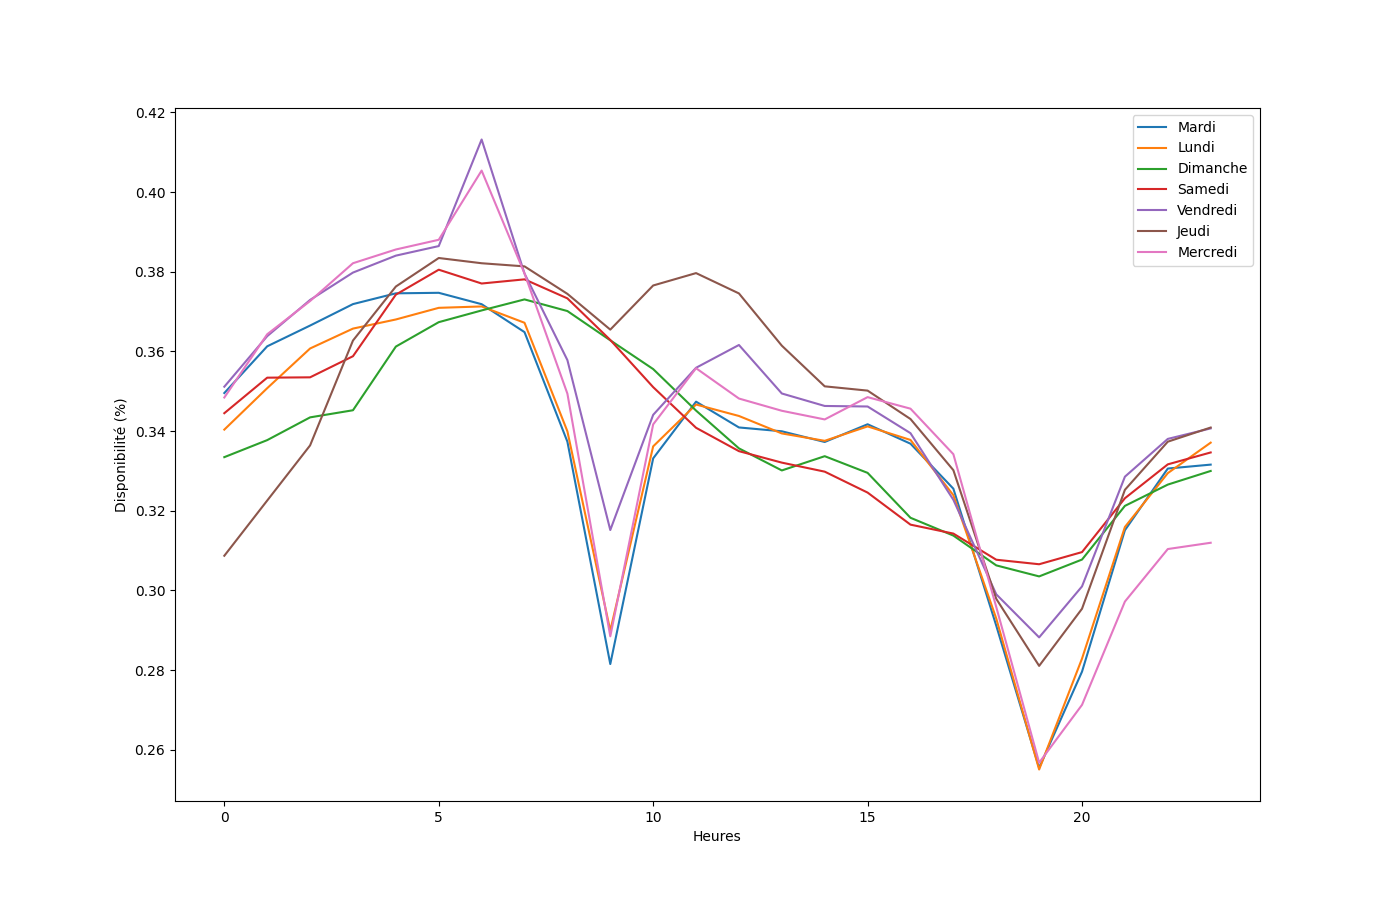 0.42
0.40
0.38
0.36
0.34
0.32
0.30
0.28
0.26
Disponibilité (%)
0 5 10 15 20
Heures
Mardi
Lundi
Dimanche
Samedi
Vendredi
Jeudi
Mercredi